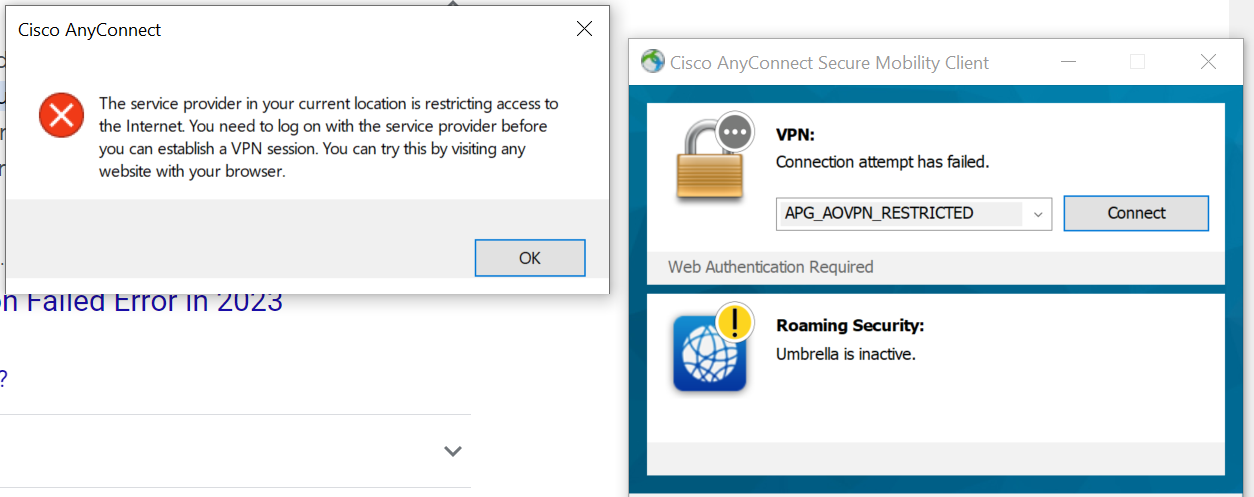 Cisco AnyConnect
The service provider in your current location is restricting access to
the Internet. You need to log on with the service provider before
you can establish a VPN session. You can try this by visiting any
website with your browser.
OK
Failed Error in 2023
?
Cisco AnyConnect Secure Mobility Client
VPN:
Connection attempt has failed.
APG_AOVPN_RESTRICTED
Connect
Web Authentication Required
Roaming Security:
Umbrella is inactive.